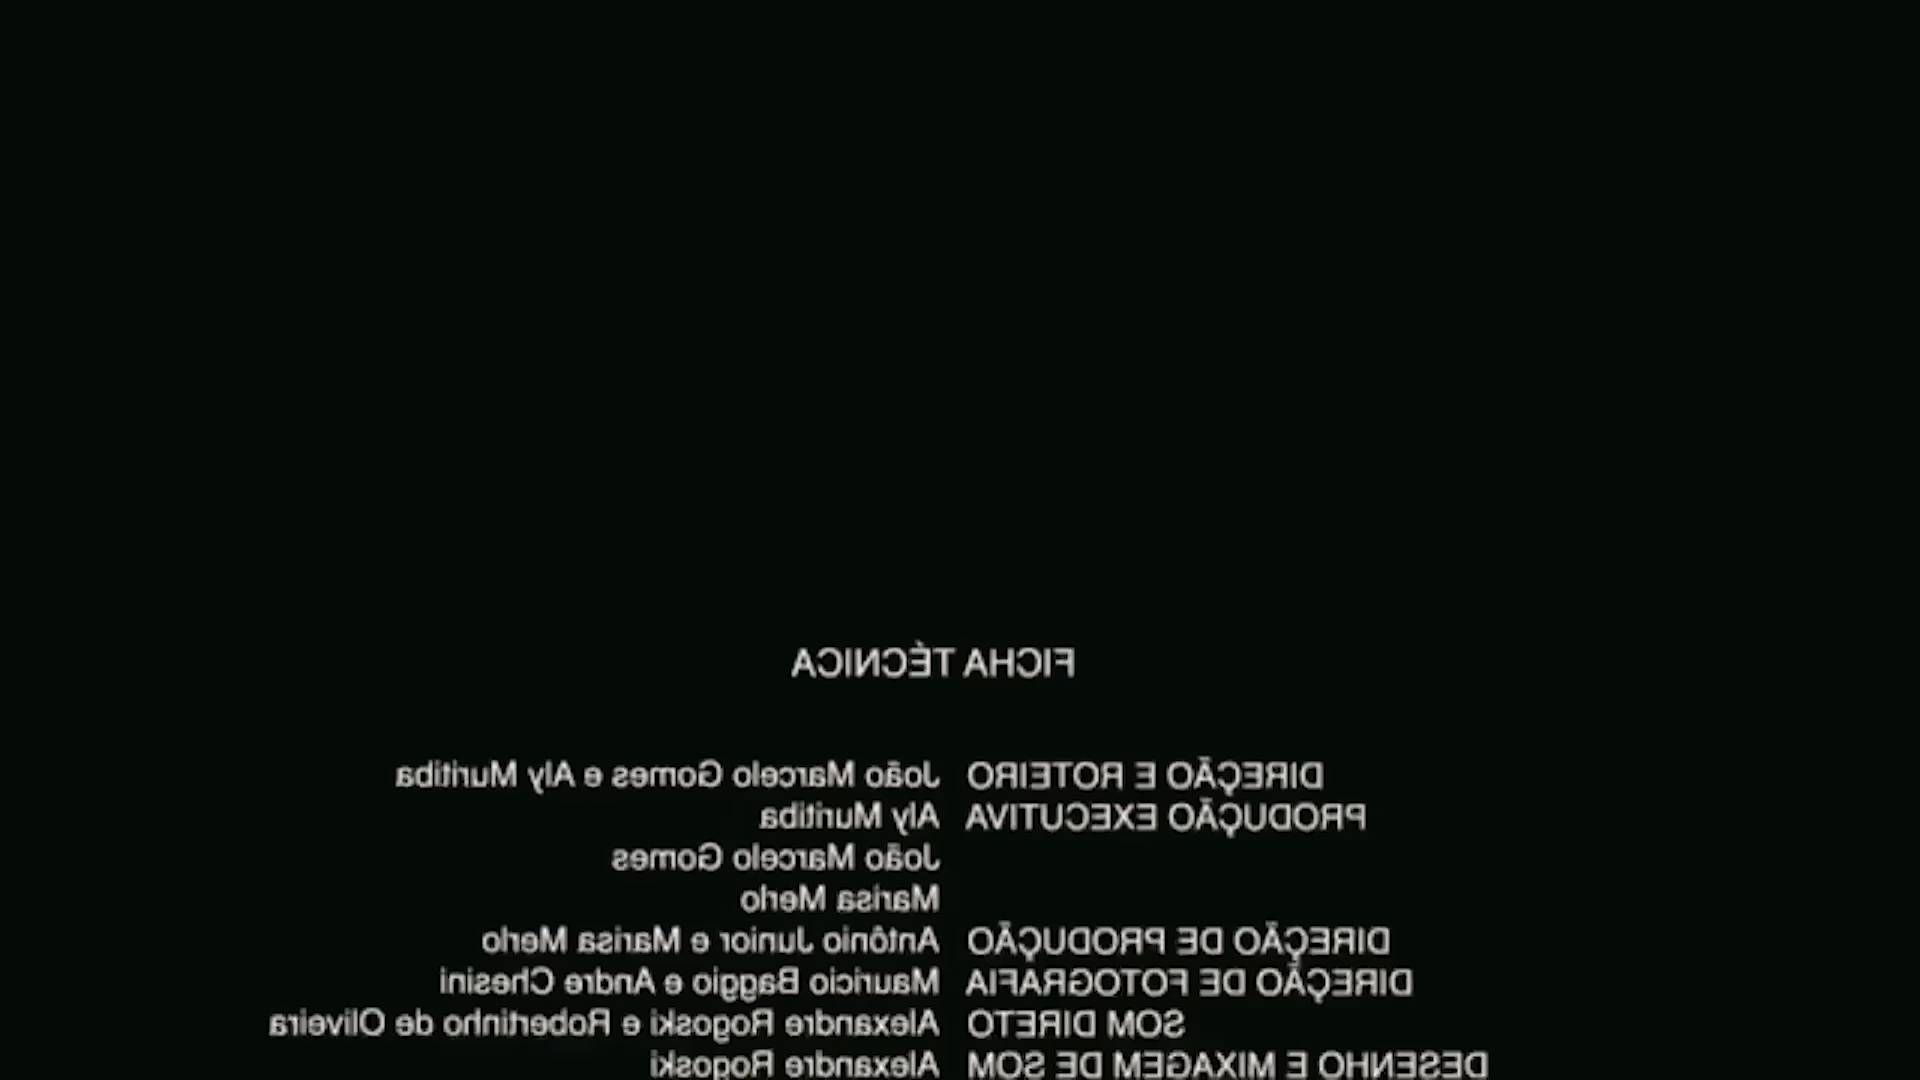 FICHA TÉCNICA
DIREÇÃO E ROTEIRO João Marcelo Gomes e Aly Muritiba
PRODUÇÃO EXECUTIVA Aly Muritiba
João Marcelo Gomes
Marisa Merlo
DIREÇÃO DE PRODUÇÃO Antônio Junior e Marisa Merlo
DIREÇÃO DE FOTOGRAFIA Mauricio Baggio e Andre Chesini
SOM DIRETO Alexandre Rogoski e Robertinho de Oliveira
DESENHO E MIXAGEM DE SOM Alexandre Rogoski